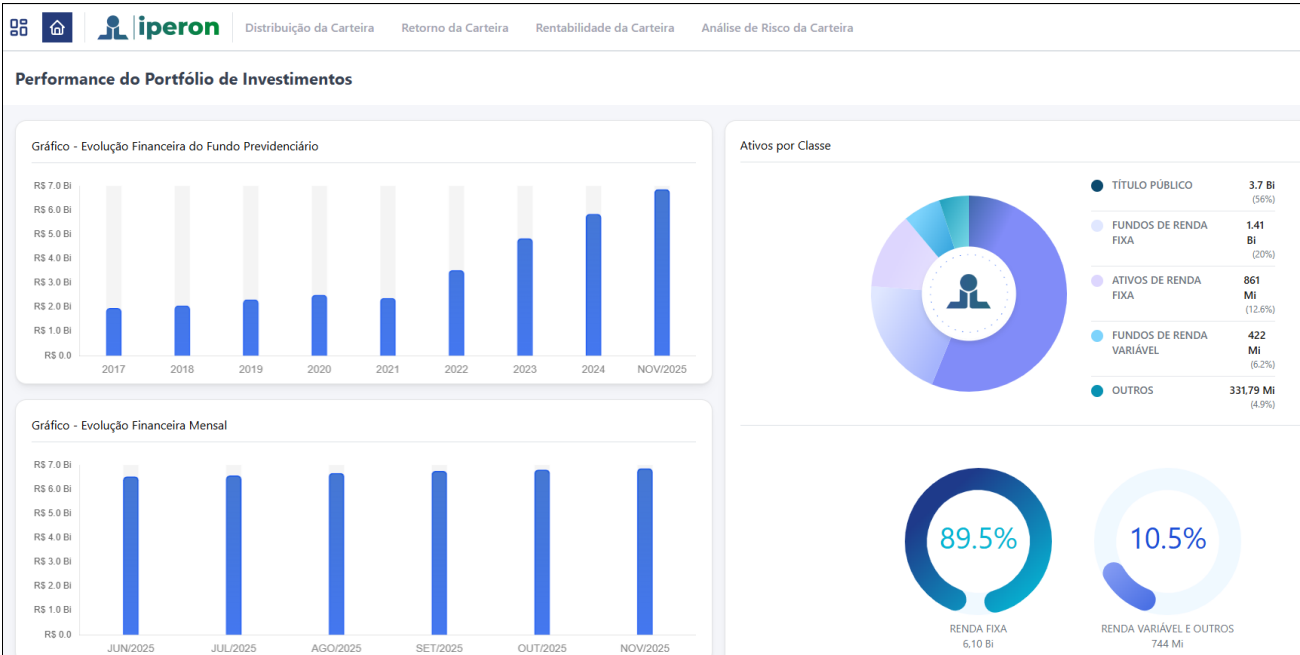 iperon
Distribuição da Carteira
Retorno da Carteira
Rentabilidade da Carteira
Análise de Risco da Carteira
Performance do Portfólio de Investimentos
Gráfico - Evolução Financeira do Fundo Previdenciário
R$ 7.0 Bi
R$ 6.0 Bi
R$ 5.0 Bi
R$ 4.0 Bi
R$ 3.0 Bi
R$ 2.0 Bi
R$ 1.0 Bi
R$ 0.0
2017
2018
2019
2020
2021
2022
2023
2024
NOV/2025
Gráfico - Evolução Financeira Mensal
R$ 7.0 Bi
R$ 6.0 Bi
R$ 5.0 Bi
R$ 4.0 Bi
R$ 3.0 Bi
R$ 2.0 Bi
R$ 1.0 Bi
R$ 0.0
JUN/2025
JUL/2025
AGO/2025
SET/2025
OUT/2025
NOV/2025
Ativos por Classe
TÍTULO PÚBLICO
3.7 Bi
(56%)
FUNDOS DE RENDA
FIXA
1.41
Bi
(20%)
ATIVOS DE RENDA
FIXA
861
Mi
(12.6%)
FUNDOS DE RENDA
VARIÁVEL
422
Mi
(6.2%)
OUTROS
331,79 Mi
(4.9%)
89.5%
RENDA FIXA
6,10 Bi
10.5%
RENDA VARIÁVEL E OUTROS
744 Mi